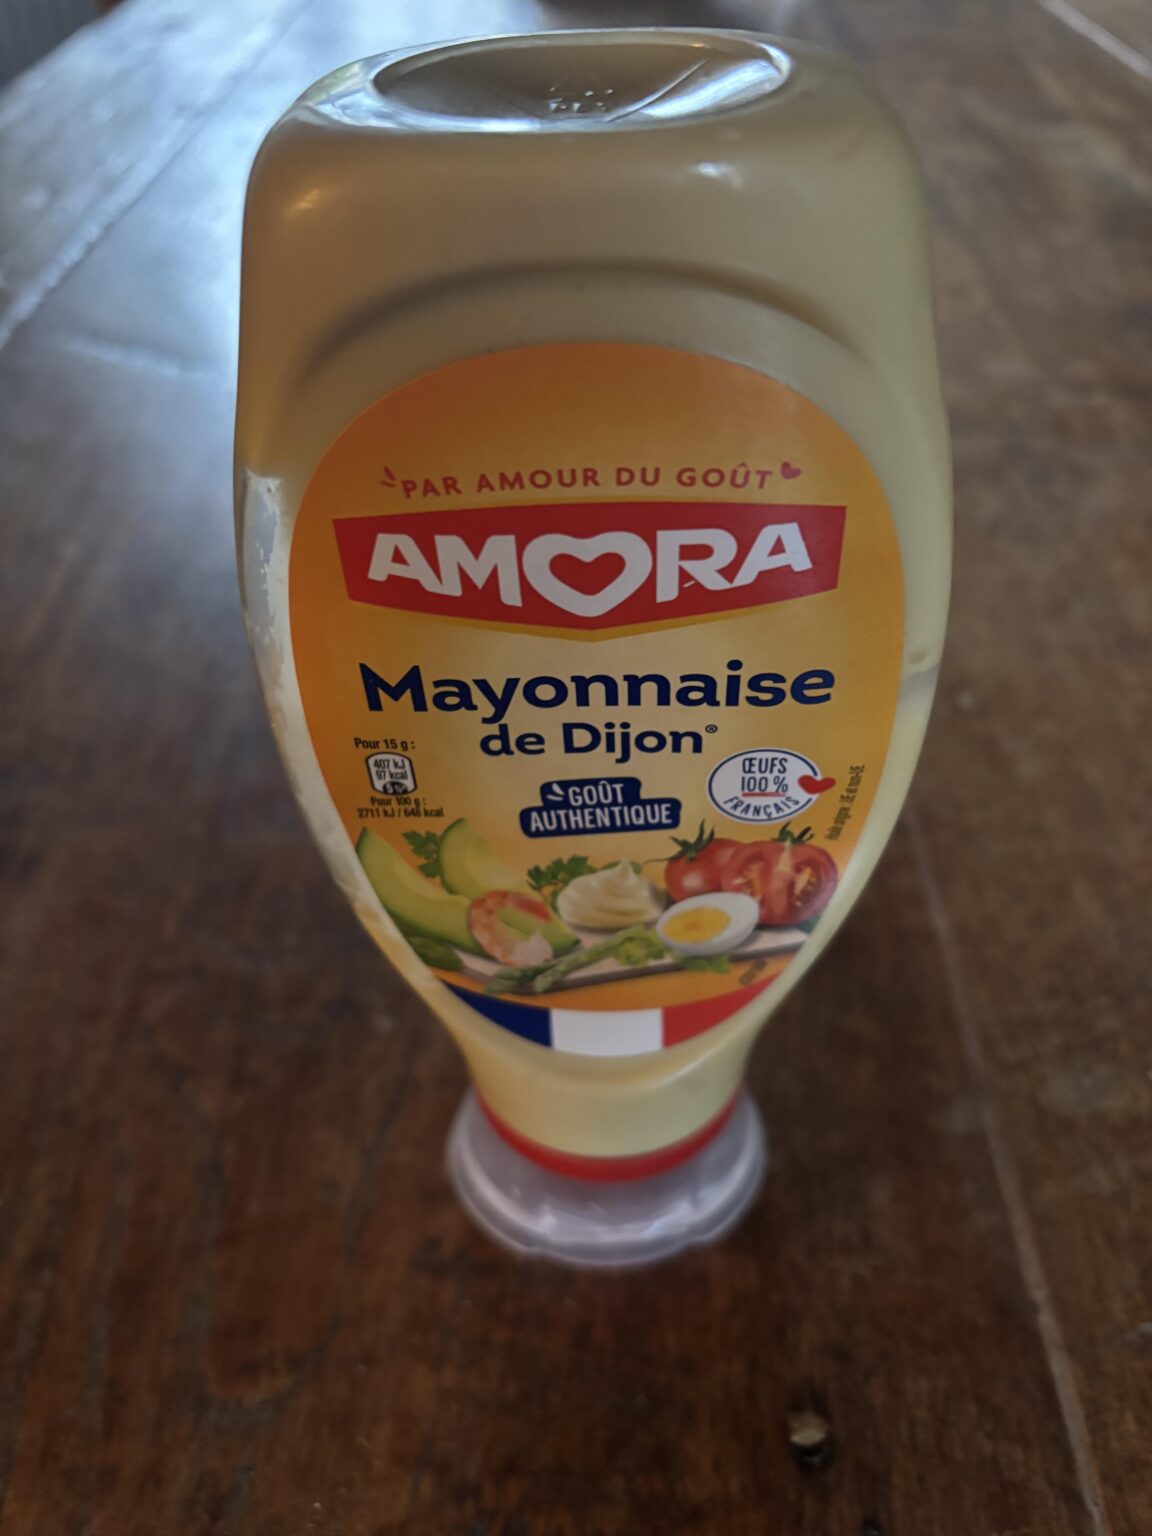 PAR AMOUR DU GOÛT
AMORA
Mayonnaise
de Dijon®
Pour 15 g :
407 kJ
97 kcal
Pour 100 g :
2711 kJ / 648 kcal
GOÛT
AUTHENTIQUE
ŒUFS
100 %
FRANÇAIS